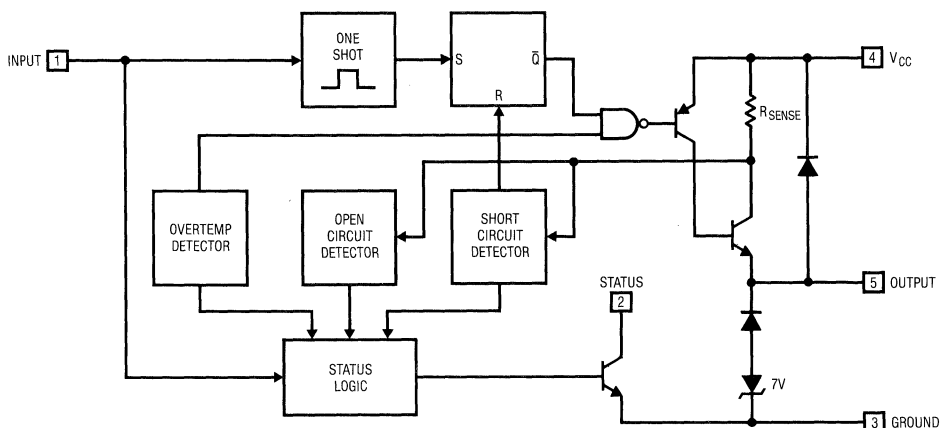 INPUT 1
ONE
SHOT
S
Q̅
R
4 VCC
RSENSE
OVERTEMP
DETECTOR
OPEN
CIRCUIT
DETECTOR
SHORT
CIRCUIT
DETECTOR
5 OUTPUT
STATUS
2
STATUS
LOGIC
7V
3 GROUND